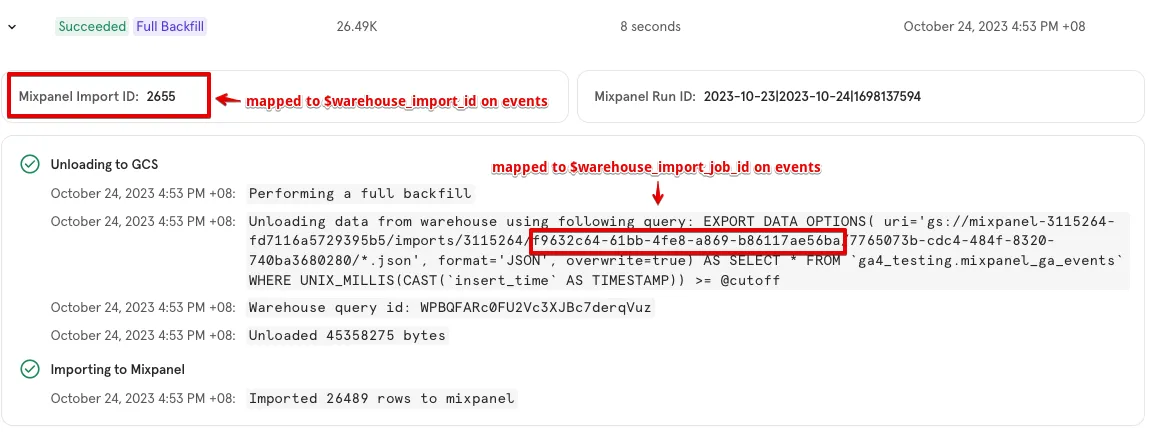 Succeeded Full Backfill 26.49K 8 seconds October 24, 2023 4:53 PM +08
Mixpanel Import ID: 2655 mapped to $warehouse_import_id on events Mixpanel Run ID: 2023-10-23|2023-10-24|1698137594
Unloading to GCS
mapped to $warehouse_import_job_id on events
October 24, 2023 4:53 PM +08: Performing a full backfill
October 24, 2023 4:53 PM +08: Unloading data from warehouse using following query: EXPORT DATA OPTIONS( uri='gs://mixpanel-3115264-
fd7116a5729395b5/imports/3115264/f9632c64-61bb-4fe8-a869-b86117ae56ba/7765073b-cdc4-484f-8320-
740ba3680280/*.json', format='JSON', overwrite=true) AS SELECT * FROM `ga4_testing.mixpanel_ga_events`
WHERE UNIX_MILLIS(CAST(`insert_time` AS TIMESTAMP)) >= @cutoff
October 24, 2023 4:53 PM +08: Warehouse query id: WPBQFARc0FU2Vc3XJBc7derqVuz
October 24, 2023 4:53 PM +08: Unloaded 45358275 bytes
Importing to Mixpanel
October 24, 2023 4:53 PM +08: Imported 26489 rows to mixpanel